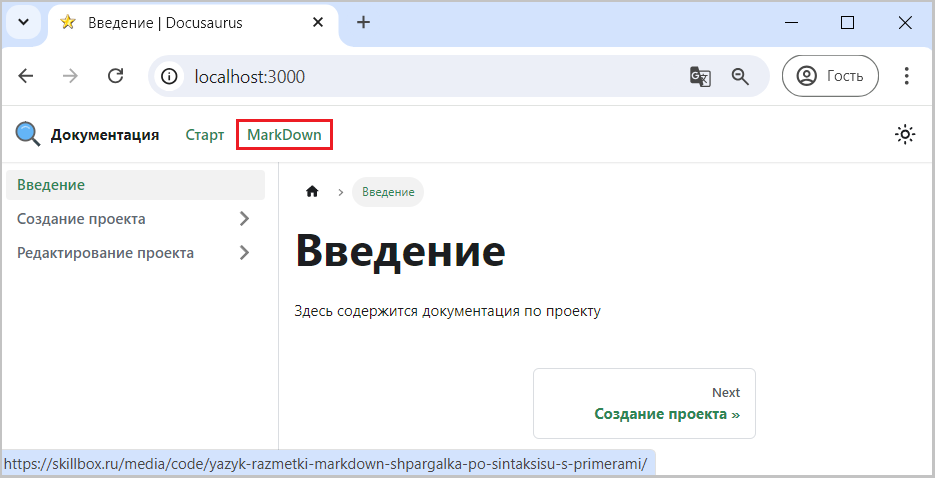 Введение | Docusaurus
localhost:3000
Гость
Документация Старт MarkDown
Введение
Создание проекта
Редактирование проекта
Введение
Введение
Здесь содержится документация по проекту
Next
Создание проекта »
https://skillbox.ru/media/code/yazyk-razmetki-markdown-shpargalka-po-sintaksisu-s-primerami/